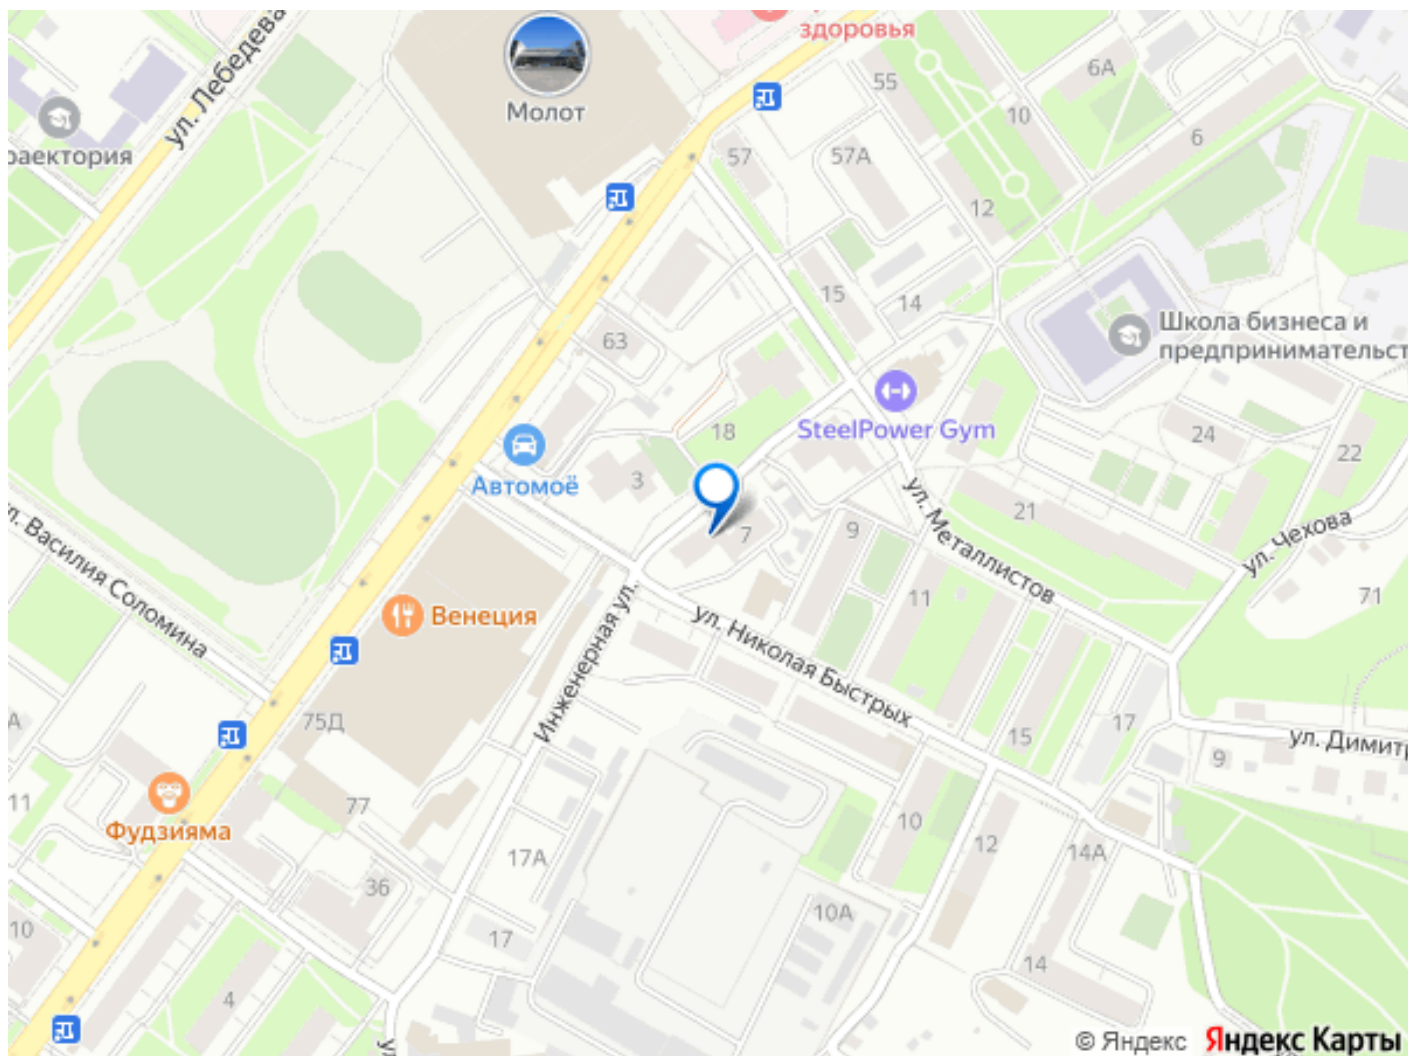 здоровья
ул. Лебедева
Молот
55
6А
10
6
57
57А
раектория
12
15
14
Школа бизнеса и
предпринимательст
63
SteelPower Gym
18
24
22
Автомоё
3
ул. Василия Соломина
ул. Металлистов
21
ул. Чехова
7
9
11
71
Венеция
Инженерная ул.
ул. Николая Быстрых
75Д
15
17
ул. Димитр
9
А
11
77
Фудзияма
10
12
14А
17А
36
10А
10
17
14
4
© Яндекс Яндекс Карты